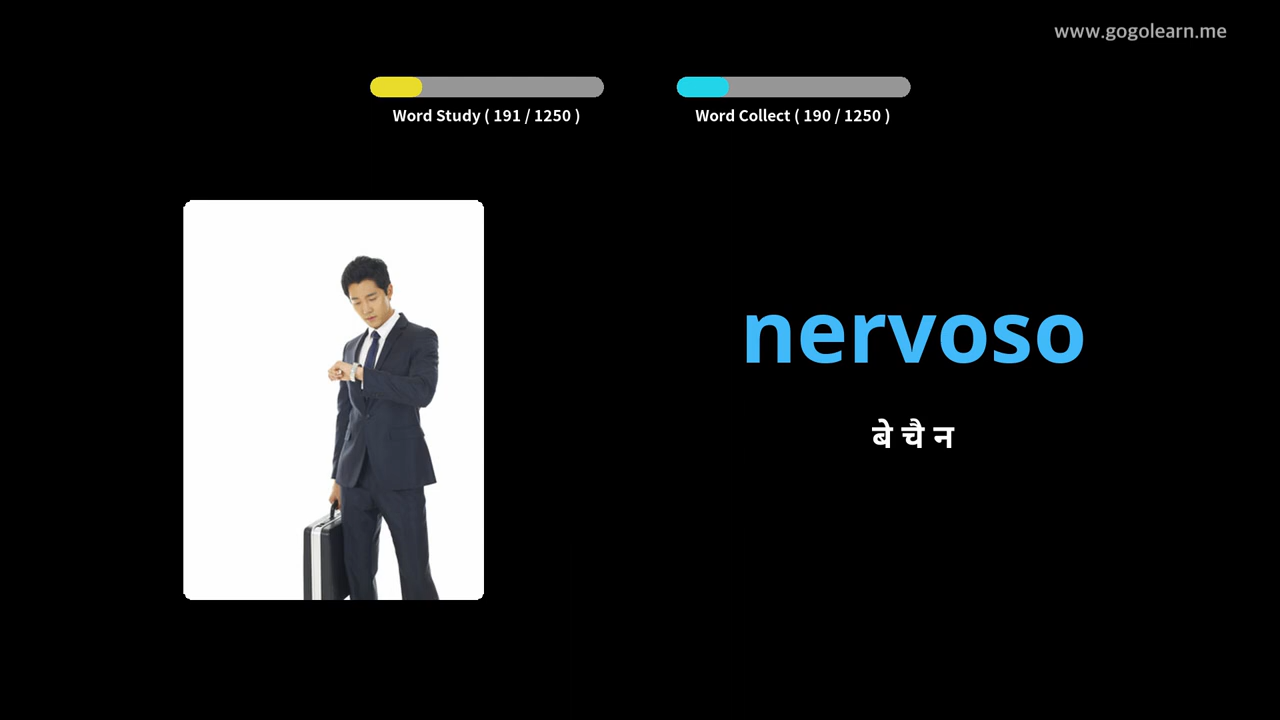 www.gogolearn.me
Word Study ( 191 / 1250 )
Word Collect ( 190 / 1250 )
nervoso
बे चै न